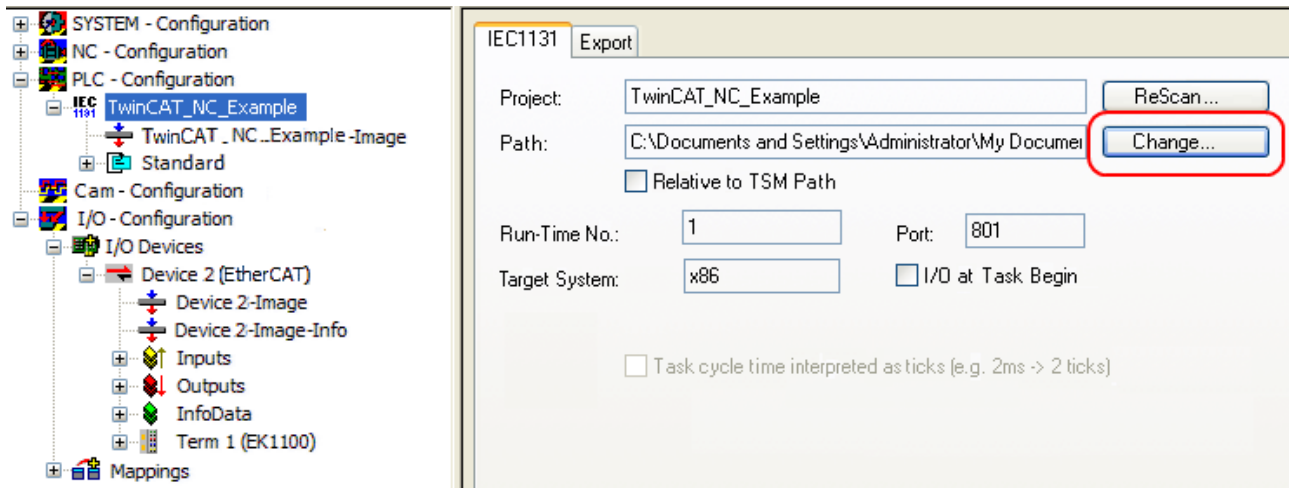 SYSTEM - Configuration
NC - Configuration
PLC - Configuration
IEC 1131 TwinCAT_NC_Example
TwinCAT_NC_Example-Image
Standard
Cam - Configuration
I/O - Configuration
I/O Devices
Device 2 (EtherCAT)
Device 2-Image
Device 2-Image-Info
Inputs
Outputs
InfoData
Term 1 (EK1100)
Mappings
IEC1131 Export
Project: TwinCAT_NC_Example ReScan...
Path: C:\Documents and Settings\Administrator\My Documen Change...
Relative to TSM Path
Run-Time No.: 1 Port: 801
Target System: x86 I/O at Task Begin
Task cycle time interpreted as ticks (e.g. 2ms -> 2 ticks)